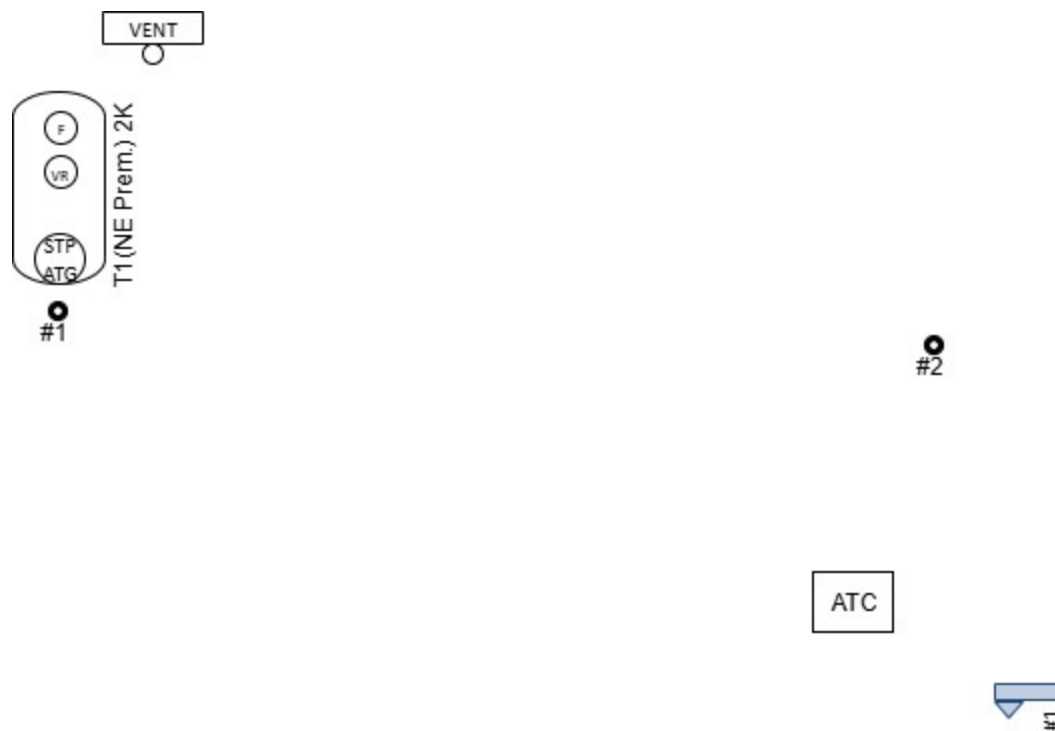 VENT
F
VR
STP
ATG
T1(NE Prem.) 2K
#1
#2
ATC